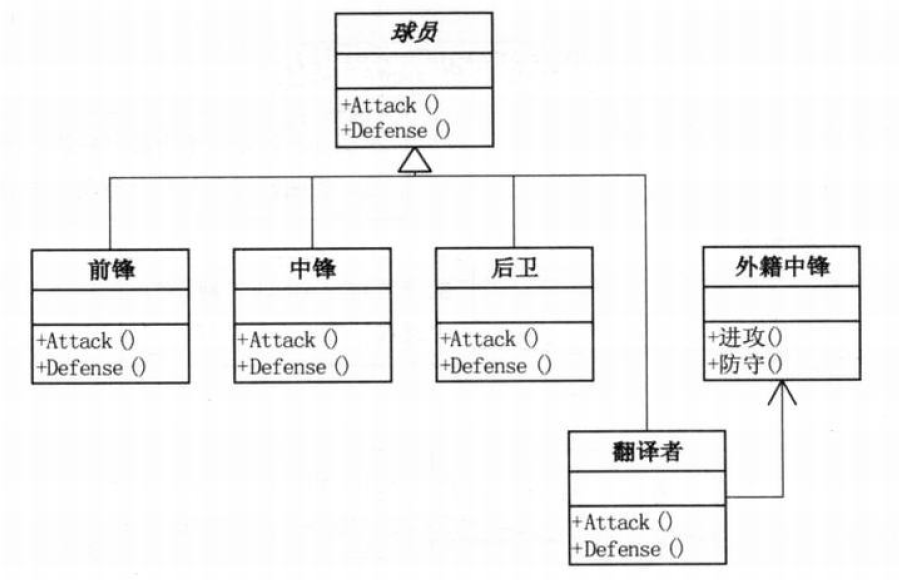 球员
+Attack()
+Defense()
前锋
+Attack()
+Defense()
中锋
+Attack()
+Defense()
后卫
+Attack()
+Defense()
外籍中锋
+进攻()
+防守()
翻译者
+Attack()
+Defense()